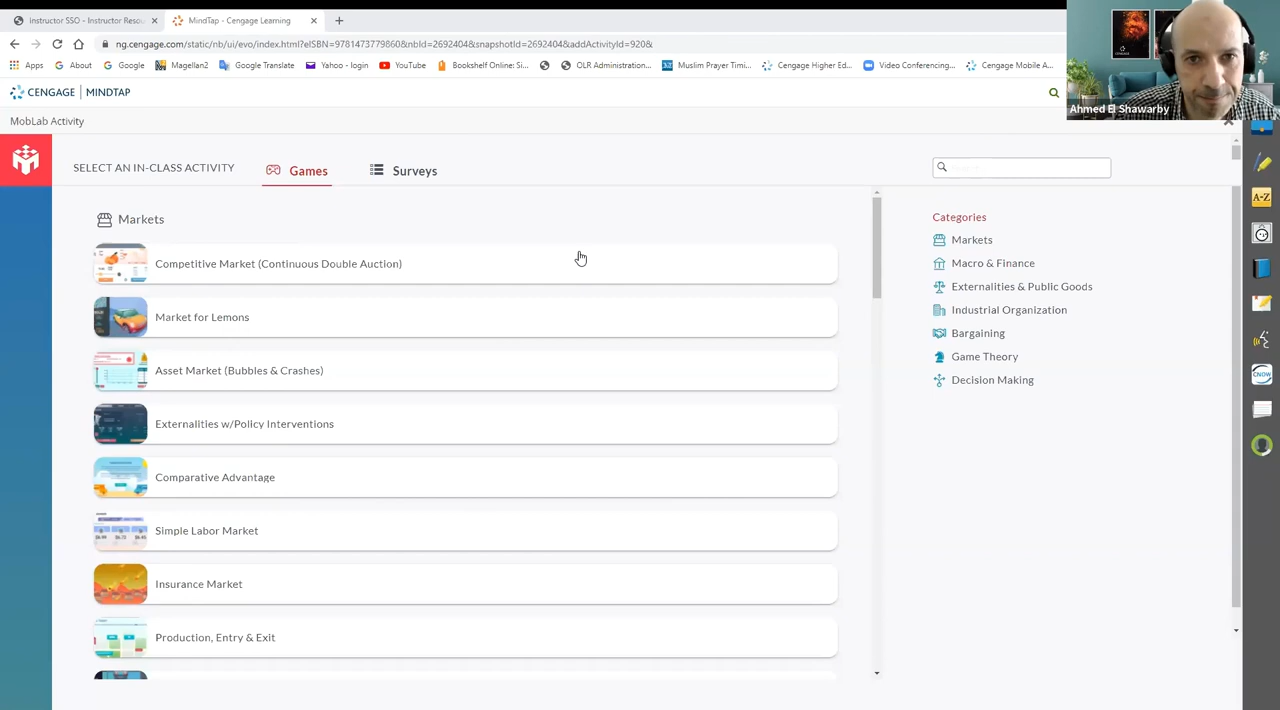 Instructor SSO - Instructor Resou
MindTap - Cengage Learning
ng.cengage.com/static/nb/ui/evo/index.html?eISBN=9781473779860&nbId=2692404&snapshotId=2692404&addActivityId=920&
Apps
About
Google
Magellan2
Google Translate
Yahoo - login
YouTube
Bookshelf Online Si...
OLR Administration...
Muslim Prayer Timi...
Cengage Higher Ed...
Video Conferencing...
Cengage Mobile A...
CENGAGE | MINDTAP
Ahmed El Shawarby
MobLab Activity
SELECT AN IN-CLASS ACTIVITY
Games
Surveys
Markets
Competitive Market (Continuous Double Auction)
Market for Lemons
Asset Market (Bubbles & Crashes)
Externalities w/Policy Interventions
Comparative Advantage
Simple Labor Market
Insurance Market
Production, Entry & Exit
Categories
Markets
Macro & Finance
Externalities & Public Goods
Industrial Organization
Bargaining
Game Theory
Decision Making
A-Z
CNOW